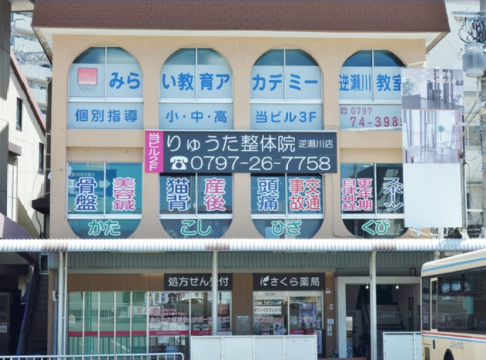 みらい教育アカデミー 逆瀬川教室
個別指導 小・中・高 当ビル3F ☎0797 74-398
当ビル2F りゅうた整体院 逆瀬川店
☎0797-26-7758
骨盤 美容鍼 猫背 産後 頭痛 交通事故 更年期
かた こし ひざ くび
処方せん受付 さくら薬局